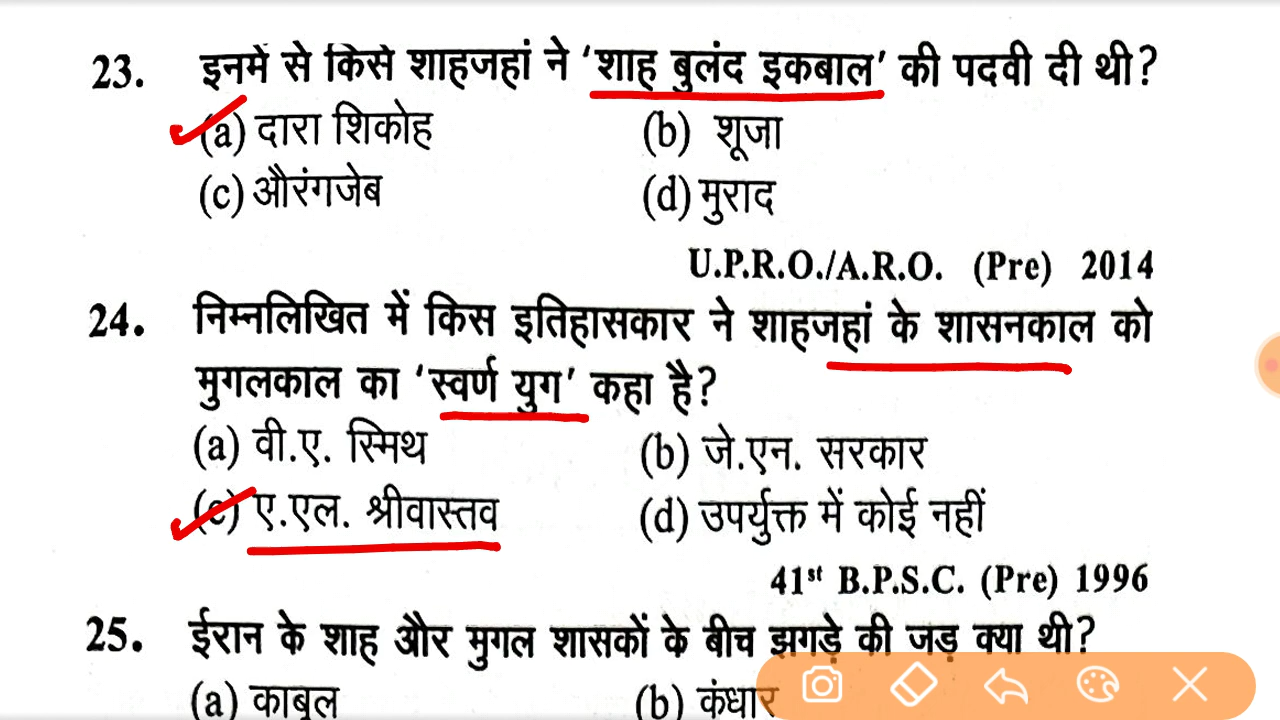 23. इनमें से किसे शाहजहां ने ‘शाह बुलंद इकबाल’ की पदवी दी थी?
(a) दारा शिकोह (b) शूजा
(c) औरंगजेब (d) मुराद
U.P.R.O./A.R.O. (Pre) 2014
24. निम्नलिखित में किस इतिहासकार ने शाहजहां के शासनकाल को
मुगलकाल का ‘स्वर्ण युग’ कहा है?
(a) वी.ए. स्मिथ (b) जे.एन. सरकार
(c) ए.एल. श्रीवास्तव (d) उपर्युक्त में कोई नहीं
41st B.P.S.C. (Pre) 1996
25. ईरान के शाह और मुगल शासकों के बीच झगड़े की जड़ क्या थी?
(a) काबुल (b) कंधार